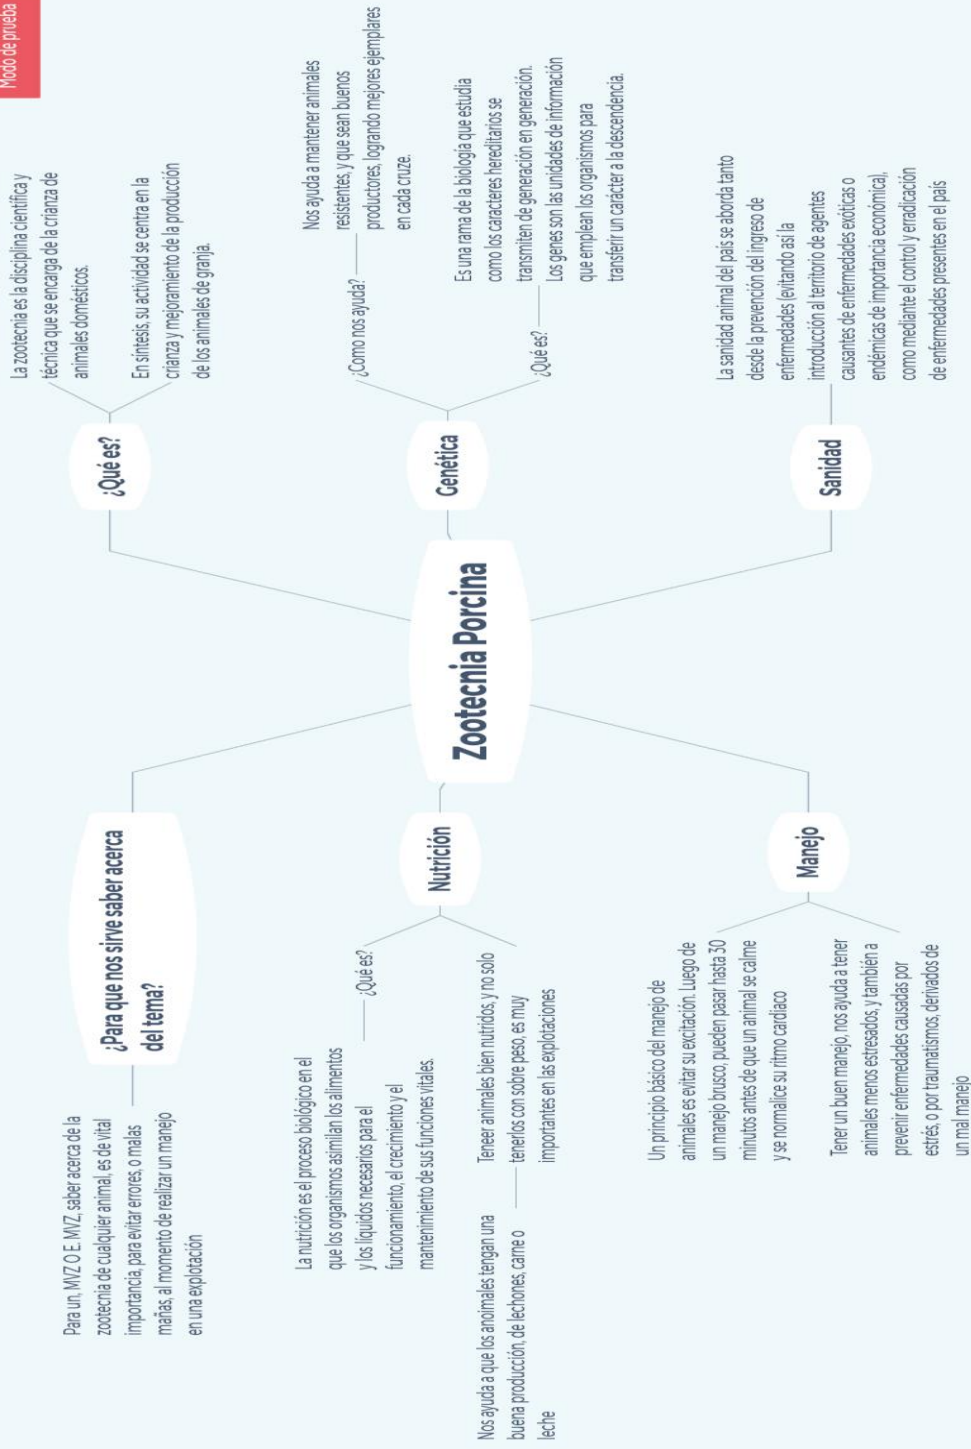 Modo de prueba
Zootecnia Porcina
¿Qué es?
La zootecnia es la disciplina científica y
técnica que se encarga de la crianza de
animales domésticos.
En síntesis, su actividad se centra en la
crianza y mejoramiento de la producción
de los animales de granja.
Genética
¿Como nos ayuda?
Nos ayuda a mantener animales
resistentes, y que sean buenos
productores, logrando mejores ejemplares
en cada cruze.
¿Qué es?
Es una rama de la biología que estudia
como los caracteres hereditarios se
transmiten de generación en generación.
Los genes son las unidades de información
que emplean los organismos para
transferir un carácter a la descendencia.
Sanidad
La sanidad animal del país se aborda tanto
desde la prevención del ingreso de
enfermedades (evitando así la
introducción al territorio de agentes
causantes de enfermedades exóticas o
endémicas de importancia económica),
como mediante el control y erradicación
de enfermedades presentes en el país
¿Para que nos sirve saber acerca
del tema?
Para un, MVZ O E. MVZ, saber acerca de la
zootecnia de cualquier animal, es de vital
importancia, para evitar errores, o malas
mañas, al momento de realizar un manejo
en una explotación
Nutrición
¿Qué es?
La nutrición es el proceso biológico en el
que los organismos asimilan los alimentos
y los líquidos necesarios para el
funcionamiento, el crecimiento y el
mantenimiento de sus funciones vitales.
Teneer animales bien nutridos, y no solo
tenerlos con sobre peso, es muy
importantes en las explotaciones
Nos ayuda a que los anoimales tengan una
buena producción, de lechones, carne o
leche
Manejo
Un principio básico del manejo de
animales es evitar su excitación. Luego de
un manejo brusco, pueden pasar hasta 30
minutos antes de que un animal se calme
y se normalice su ritmo cardiaco
Tener un buen manejo, nos ayuda a tener
animales menos estresados, y también a
prevenir enfermedades causadas por
estrés, o por traumatismos, derivados de
un mal manejo